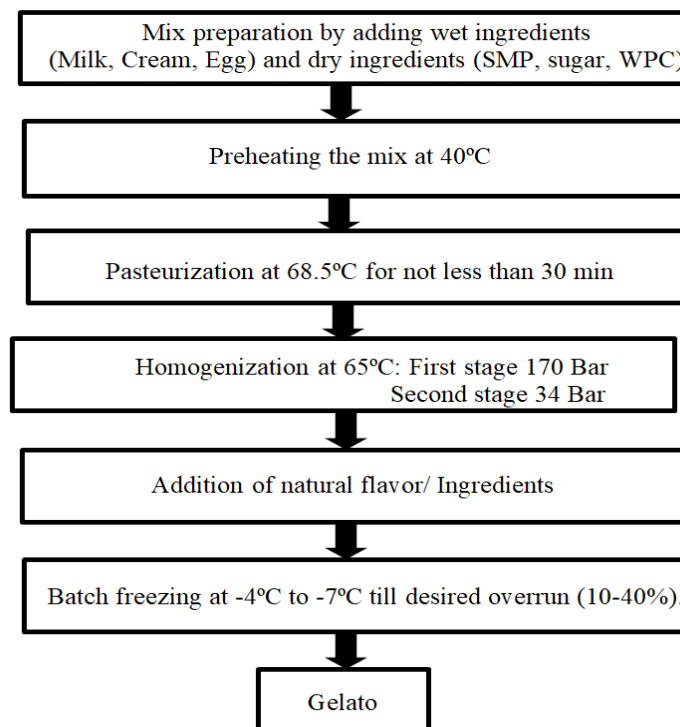 Mix preparation by adding wet ingredients
(Milk, Cream, Egg) and dry ingredients (SMP, sugar, WPC)
Preheating the mix at 40ºC
Pasteurization at 68.5ºC for not less than 30 min
Homogenization at 65ºC: First stage 170 Bar
Second stage 34 Bar
Addition of natural flavor/ Ingredients
Batch freezing at -4ºC to -7ºC till desired overrun (10-40%).
Gelato